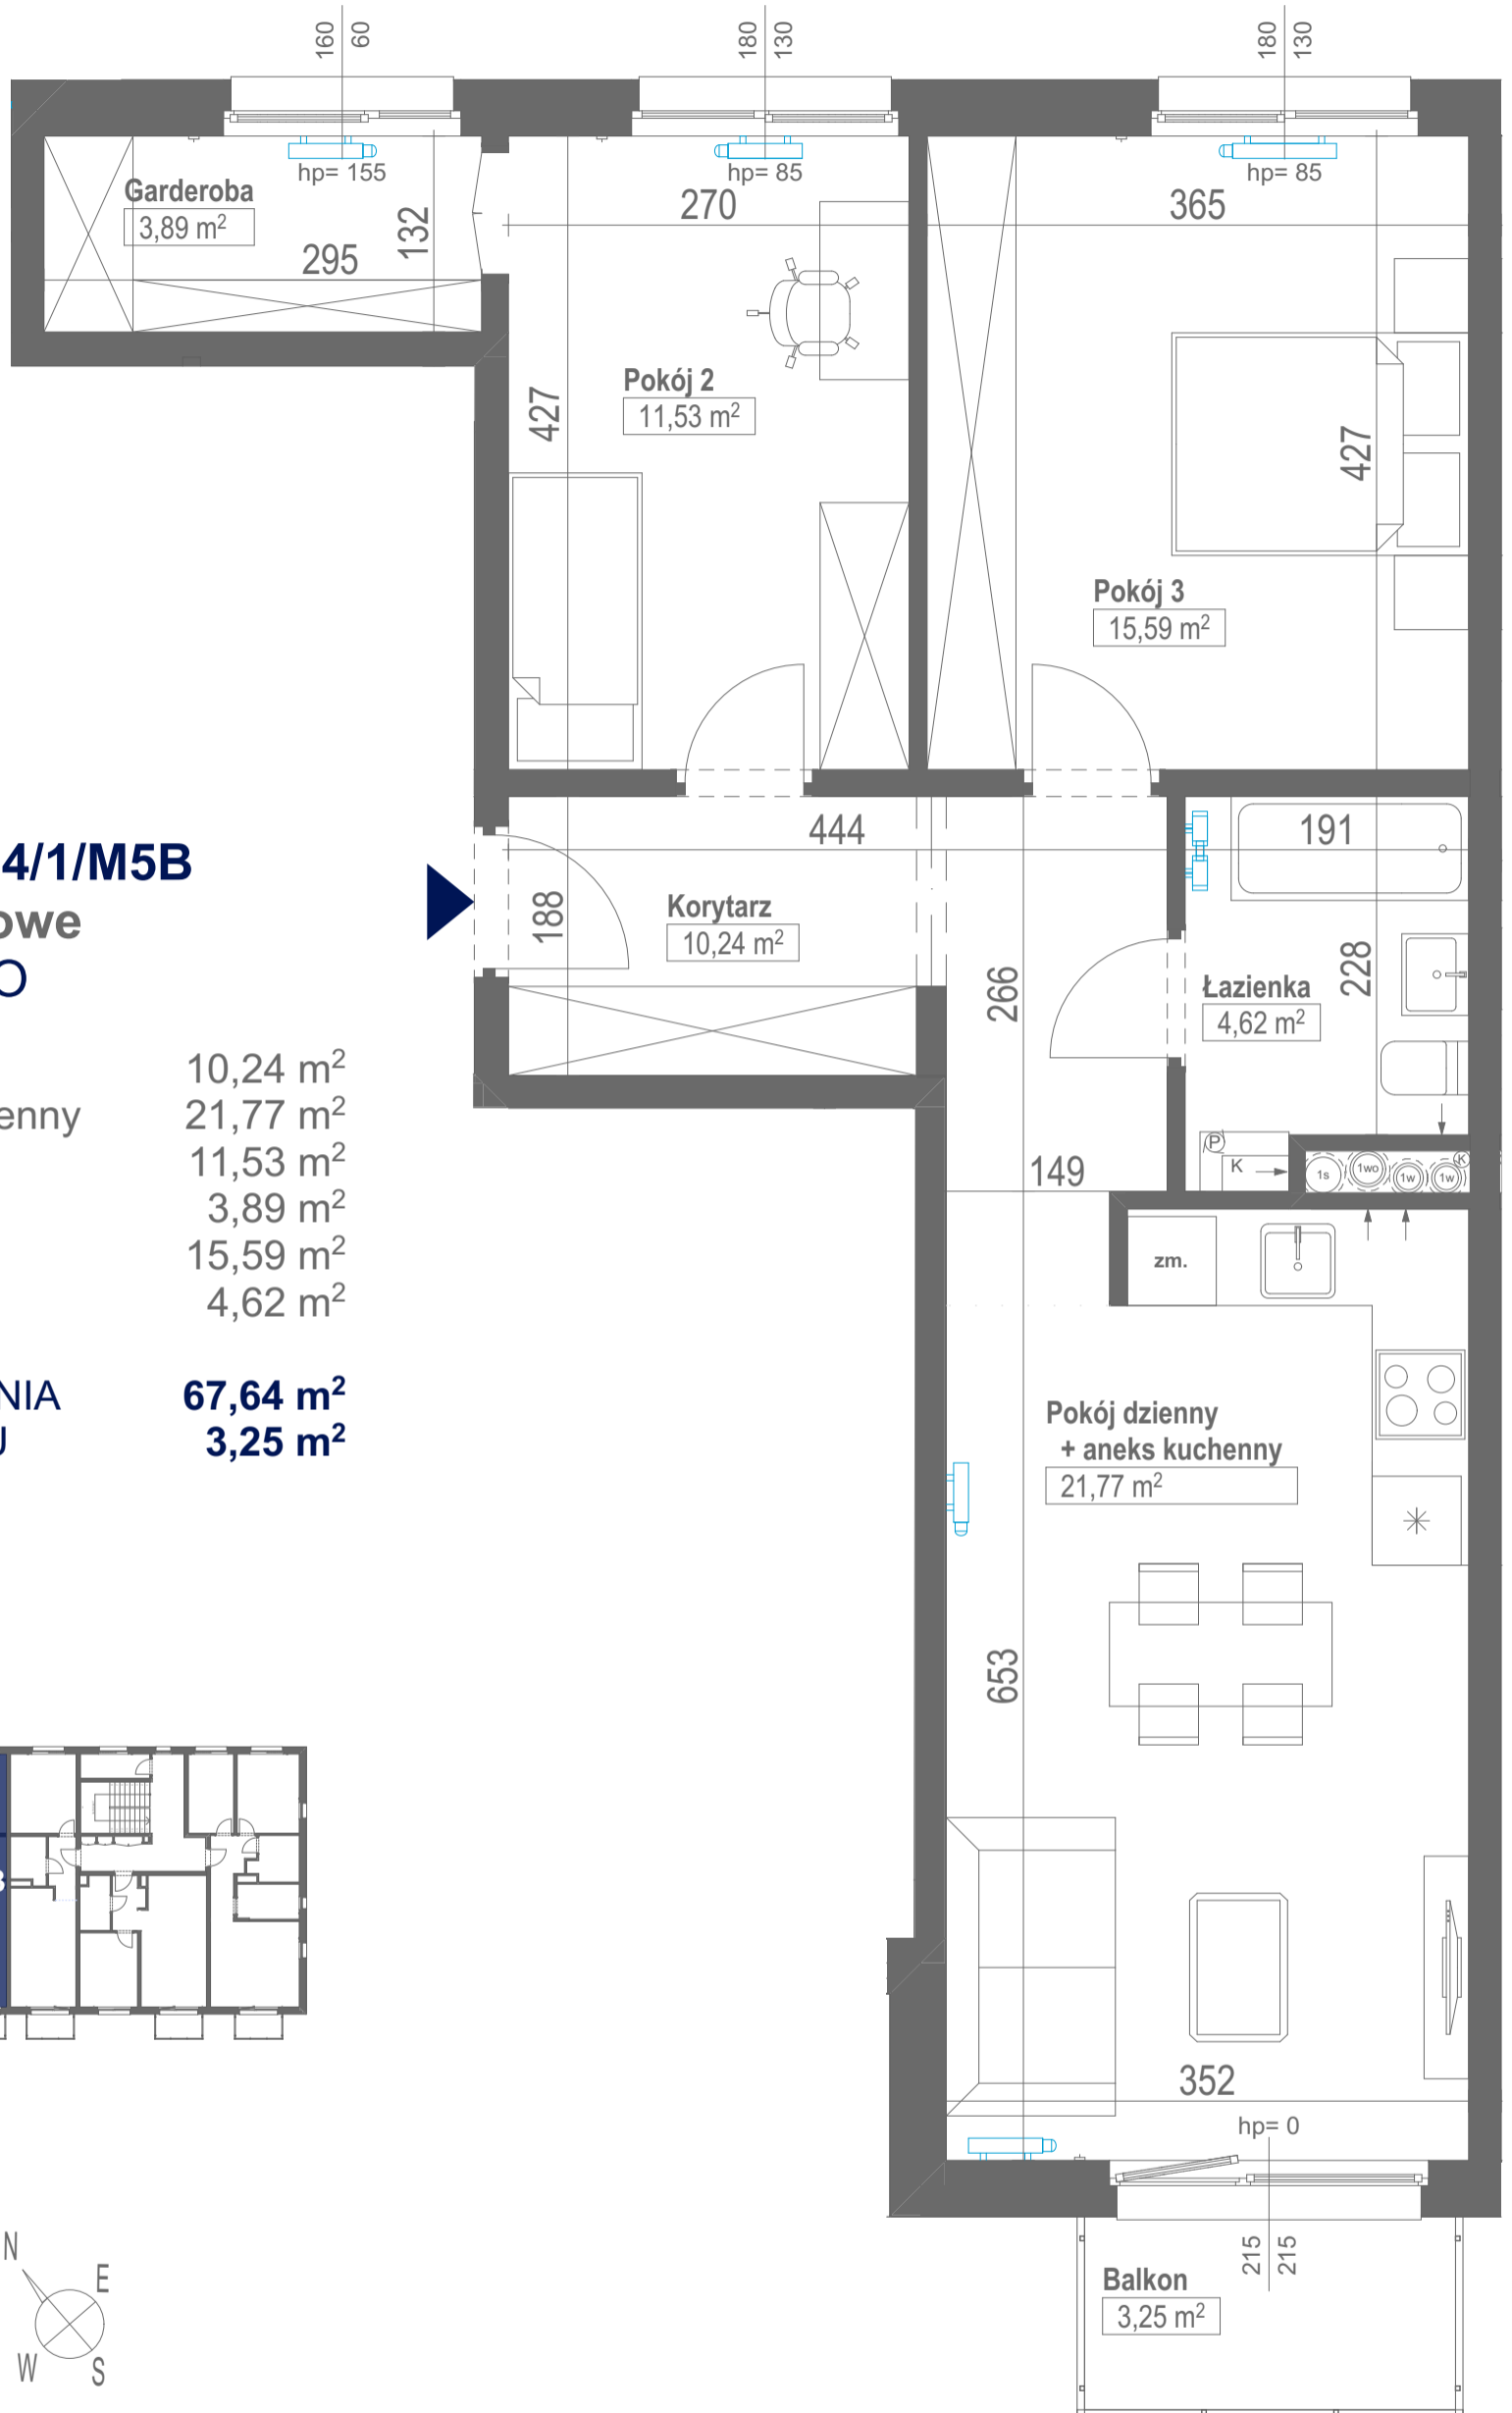 160
60
180
130
180
130
hp= 155
hp= 85
hp= 85
Garderoba
3,89 m²
295
132
270
365
427
Pokój 2
11,53 m²
427
Pokój 3
15,59 m²
4/1/M5B
owe
O
444
191
188
Korytarz
10,24 m²
266
Łazienka
4,62 m²
228
10,24 m²
enny 21,77 m²
11,53 m²
3,89 m²
15,59 m²
4,62 m²
NIA 67,64 m²
U 3,25 m²
149
P
K
1s
1wo
1w
1w
K
zm.
Pokój dzienny
+ aneks kuchenny
21,77 m²
653
352
hp= 0
215
215
Balkon
3,25 m²
N
E
W
S